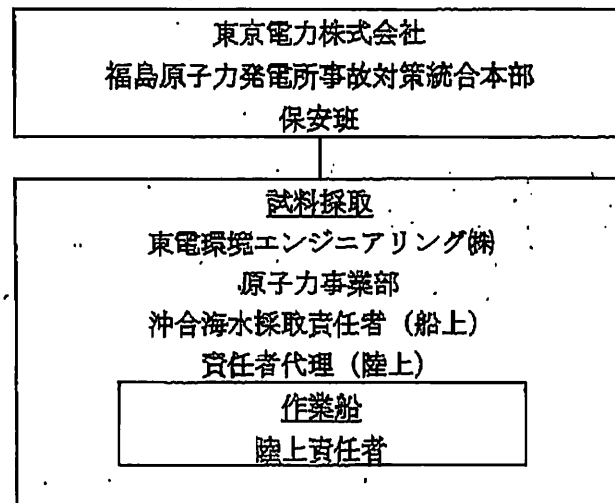 東京電力株式会社
福島原子力発電所事故対策統合本部
保安班
試料採取
東電環境エンジニアリング㈱
原子力事業部
沖合海水採取責任者（船上）
責任者代理（陸上）
作業船
陸上責任者